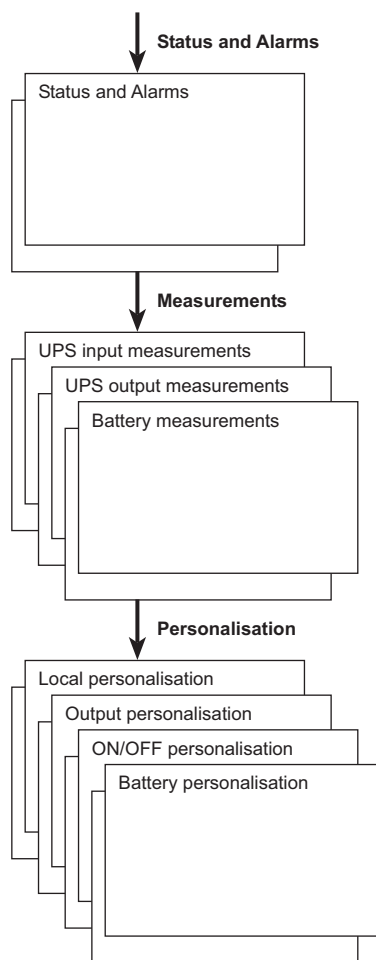 Status and Alarms
Status and Alarms
Measurements
UPS input measurements
UPS output measurements
Battery measurements
Personalisation
Local personalisation
Output personalisation
ON/OFF personalisation
Battery personalisation